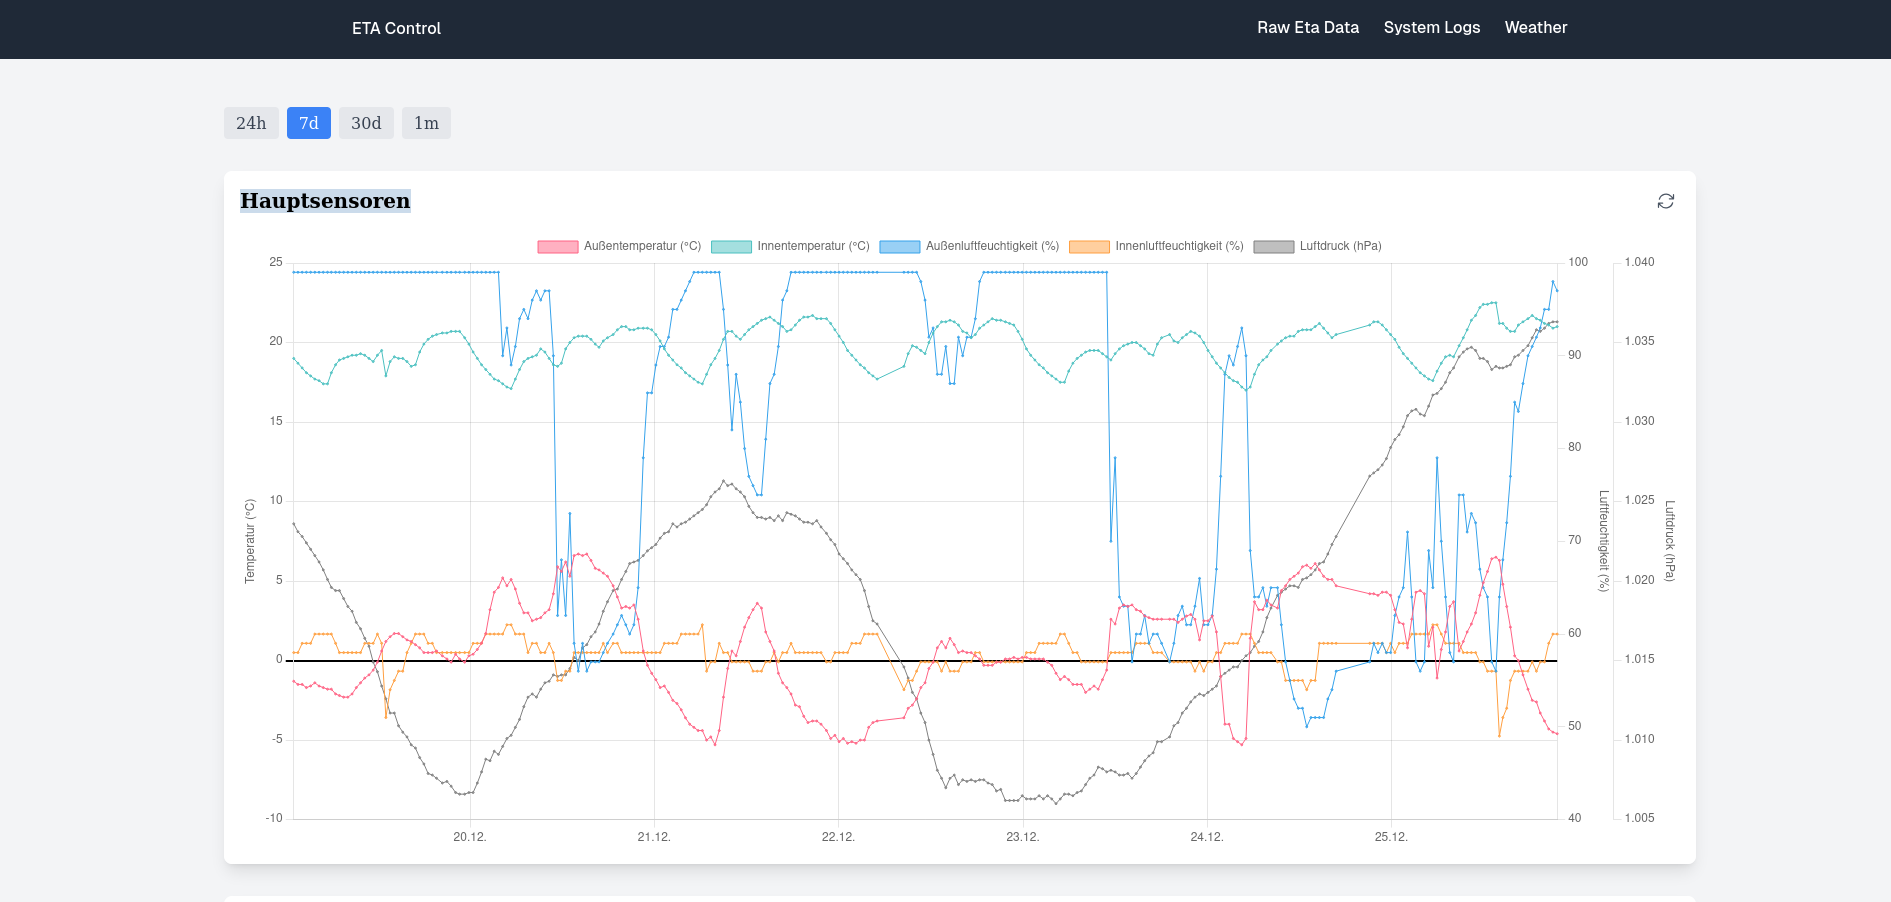 ETA Control
Raw Eta Data System Logs Weather
24h 7d 30d 1m
Hauptsensoren
Außentemperatur (°C) Innentemperatur (°C) Außenluftfeuchtigkeit (%) Innenluftfeuchtigkeit (%) Luftdruck (hPa)
Temperatur (°C)
25
20
15
10
5
0
-5
-10
20.12. 21.12. 22.12. 23.12. 24.12. 25.12.
100
90
80
70
60
50
40
Luftfeuchtigkeit (%)
1.040
1.035
1.030
1.025
1.020
1.015
1.010
1.005
Luftdruck (hPa)